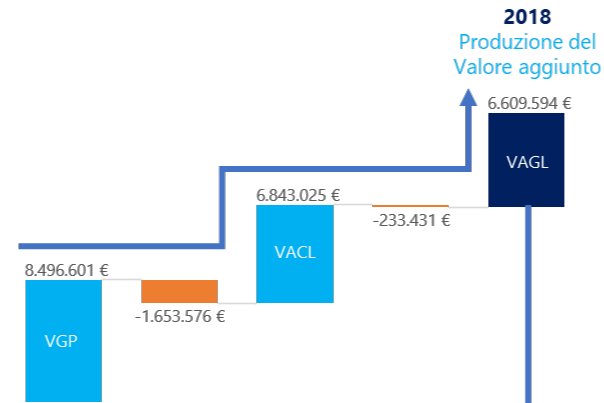 2018
Produzione del
Valore aggiunto
6.609.594 €
VAGL
6.843.025 €
-233.431 €
VACL
8.496.601 €
-1.653.576 €
VGP